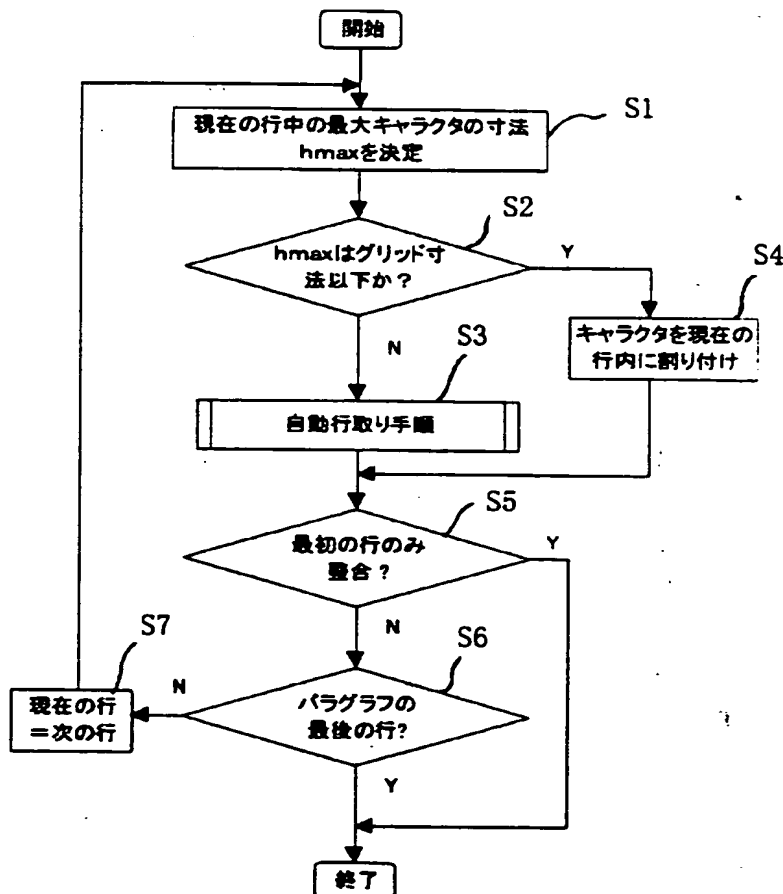 開始
S1
現在の行中の最大キャラクタの寸法
hmaxを決定
S2
hmaxはグリッド寸
法以下か？
Y
S4
キャラクタを現在の
行内に割り付け
N
S3
自動行取り手順
S5
最初の行のみ
整合？
Y
N
S7
S6
現在の行
＝次の行
N
パラグラフの
最後の行?
Y
終了